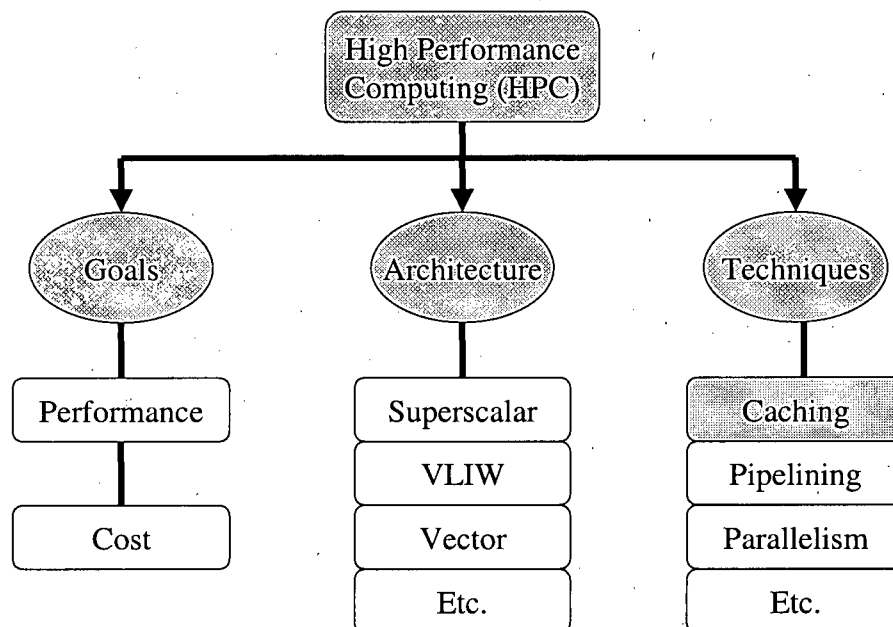 High Performance
Computing (HPC)
Goals
Architecture
Techniques
Performance
Cost
Superscalar
VLIW
Vector
Etc.
Caching
Pipelining
Parallelism
Etc.